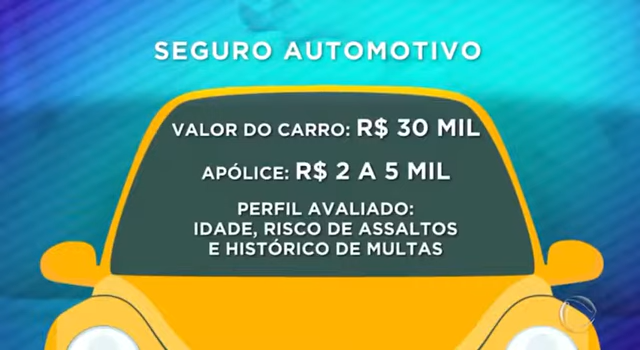 SEGURO AUTOMOTIVO
VALOR DO CARRO: R$ 30 MIL
APÓLICE: R$ 2 A 5 MIL
PERFIL AVALIADO:
IDADE, RISCO DE ASSALTOS
E HISTÓRICO DE MULTAS